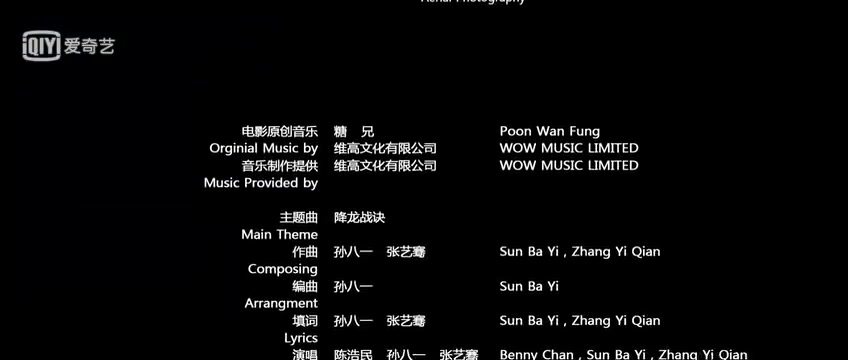 Aerial Photography
iQIYI 爱奇艺
电影原创音乐 糖 兄 Poon Wan Fung
Orginial Music by 维高文化有限公司 WOW MUSIC LIMITED
音乐制作提供 维高文化有限公司 WOW MUSIC LIMITED
Music Provided by
主题曲 降龙战诀
Main Theme
作曲 孙八一 张艺骞 Sun Ba Yi , Zhang Yi Qian
Composing
编曲 孙八一 Sun Ba Yi
Arrangment
填词 孙八一 张艺骞 Sun Ba Yi , Zhang Yi Qian
Lyrics
演唱 陈浩民 孙八一 张艺骞 Benny Chan , Sun Ba Yi , Zhang Yi Qian